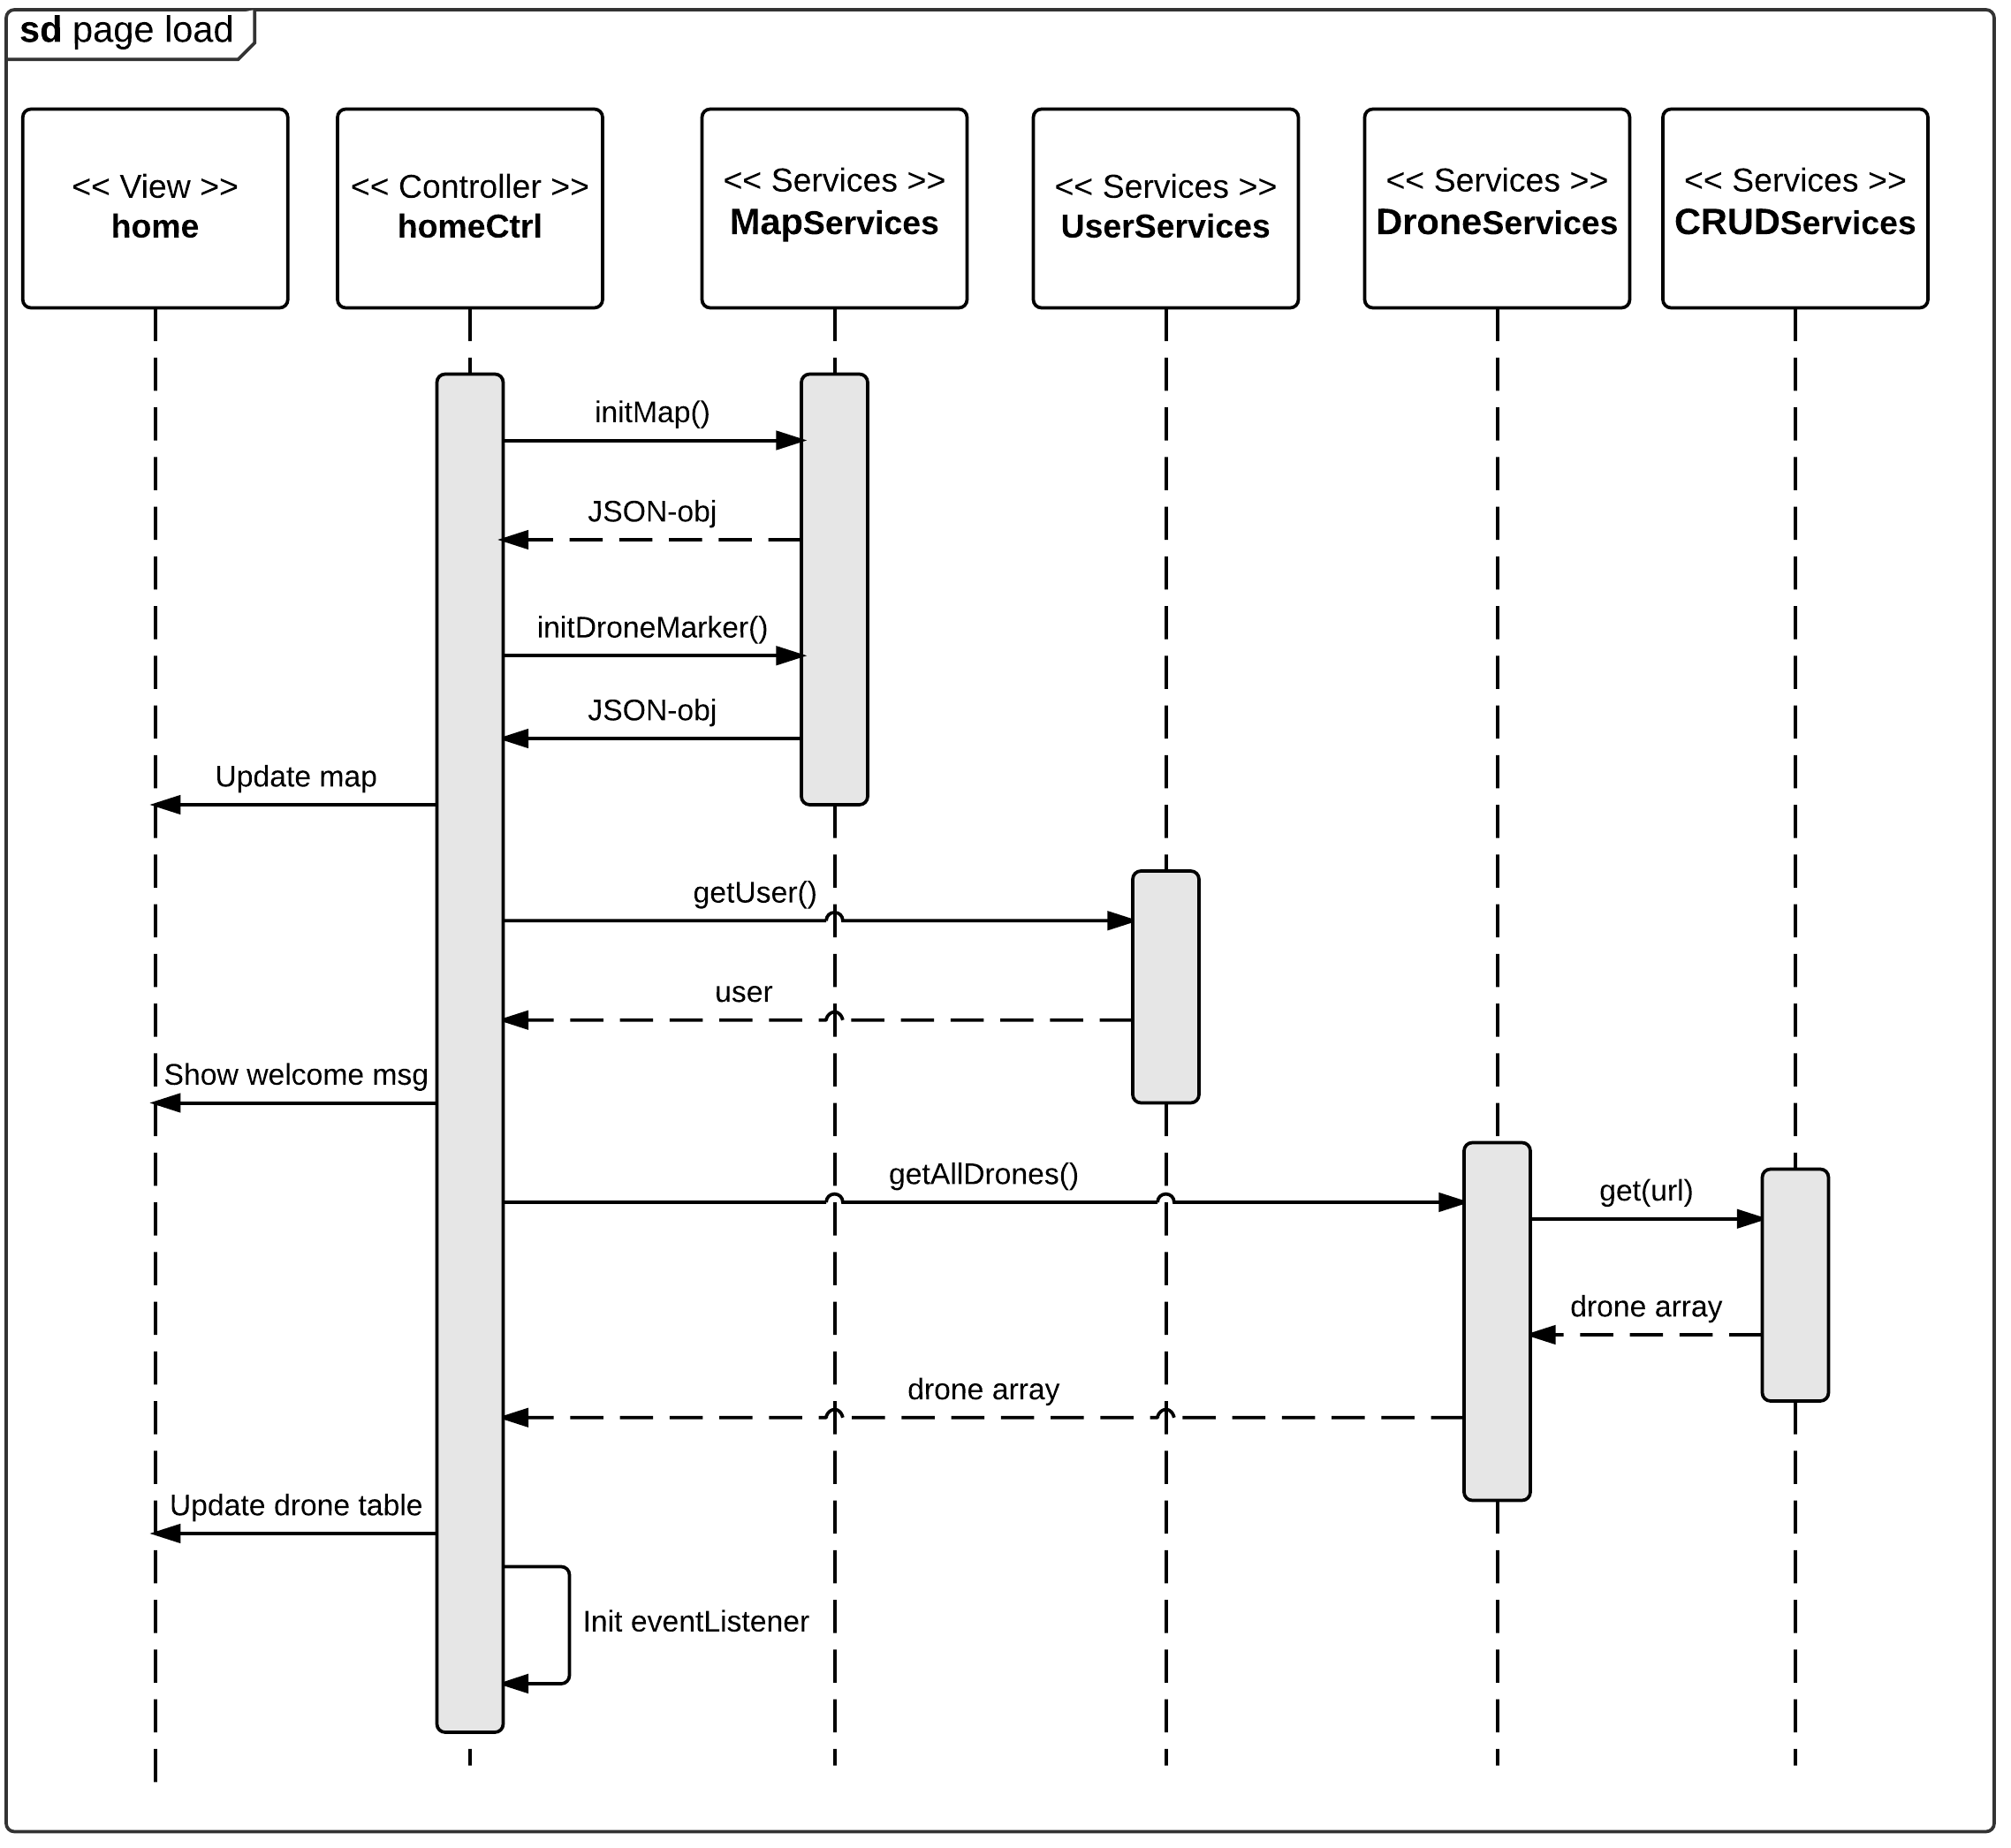 sd page load
<< View >>
home
<< Controller >>
homeCtrl
<< Services >>
MapServices
<< Services >>
UserServices
<< Services >>
DroneServices
<< Services >>
CRUDServices
initMap()
JSON-obj
initDroneMarker()
JSON-obj
Update map
getUser()
user
Show welcome msg
getAllDrones()
get(url)
drone array
drone array
Update drone table
Init eventListener